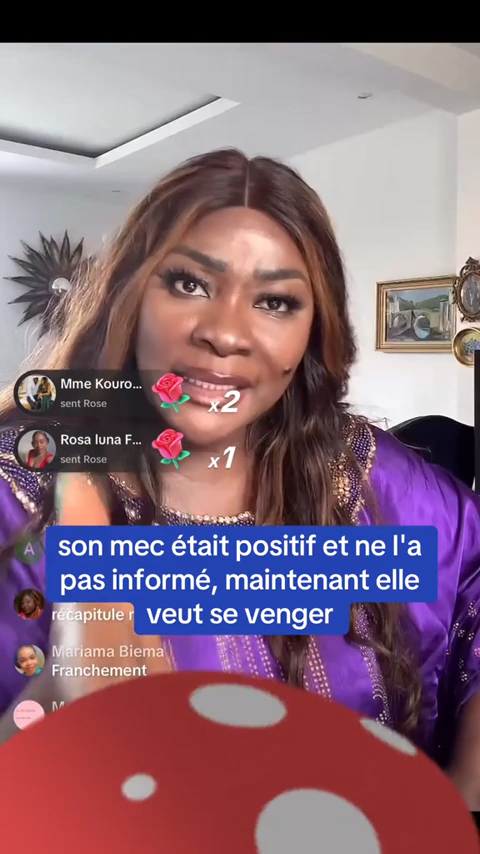 Mme Kouro...
sent Rose
x2
Rosa luna F...
sent Rose
x1
A
son mec était positif et ne l'a
pas informé, maintenant elle
veut se venger
récapitule
Mariama Biema
Franchement
M